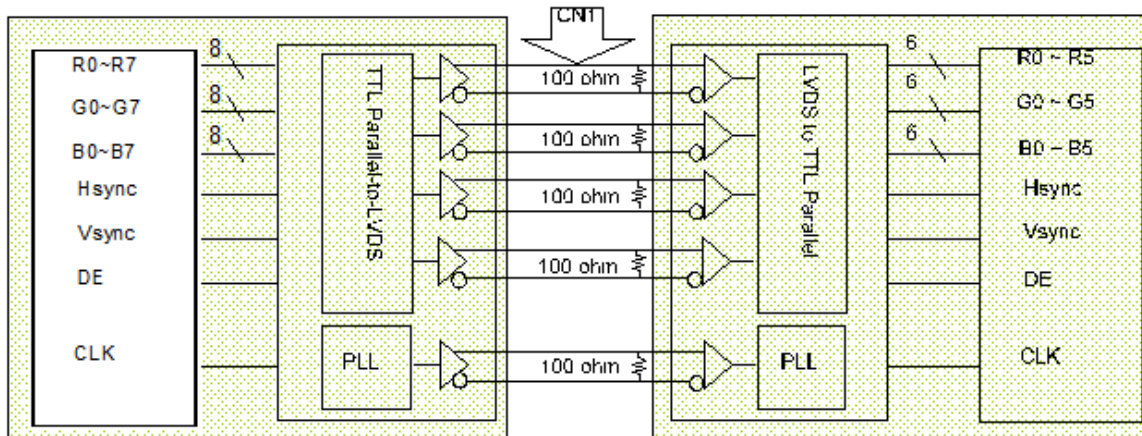 CN1
8
R0~R7
8
G0~G7
8
B0~B7
Hsync
Vsync
DE
CLK
TTL Parallel-to-LVDS
PLL
100 ohm
100 ohm
100 ohm
100 ohm
100 ohm
LVDS to TTL Parallel
PLL
6
R0 ~ R5
6
G0 ~ G5
6
B0 ~ B5
Hsync
Vsync
DE
CLK